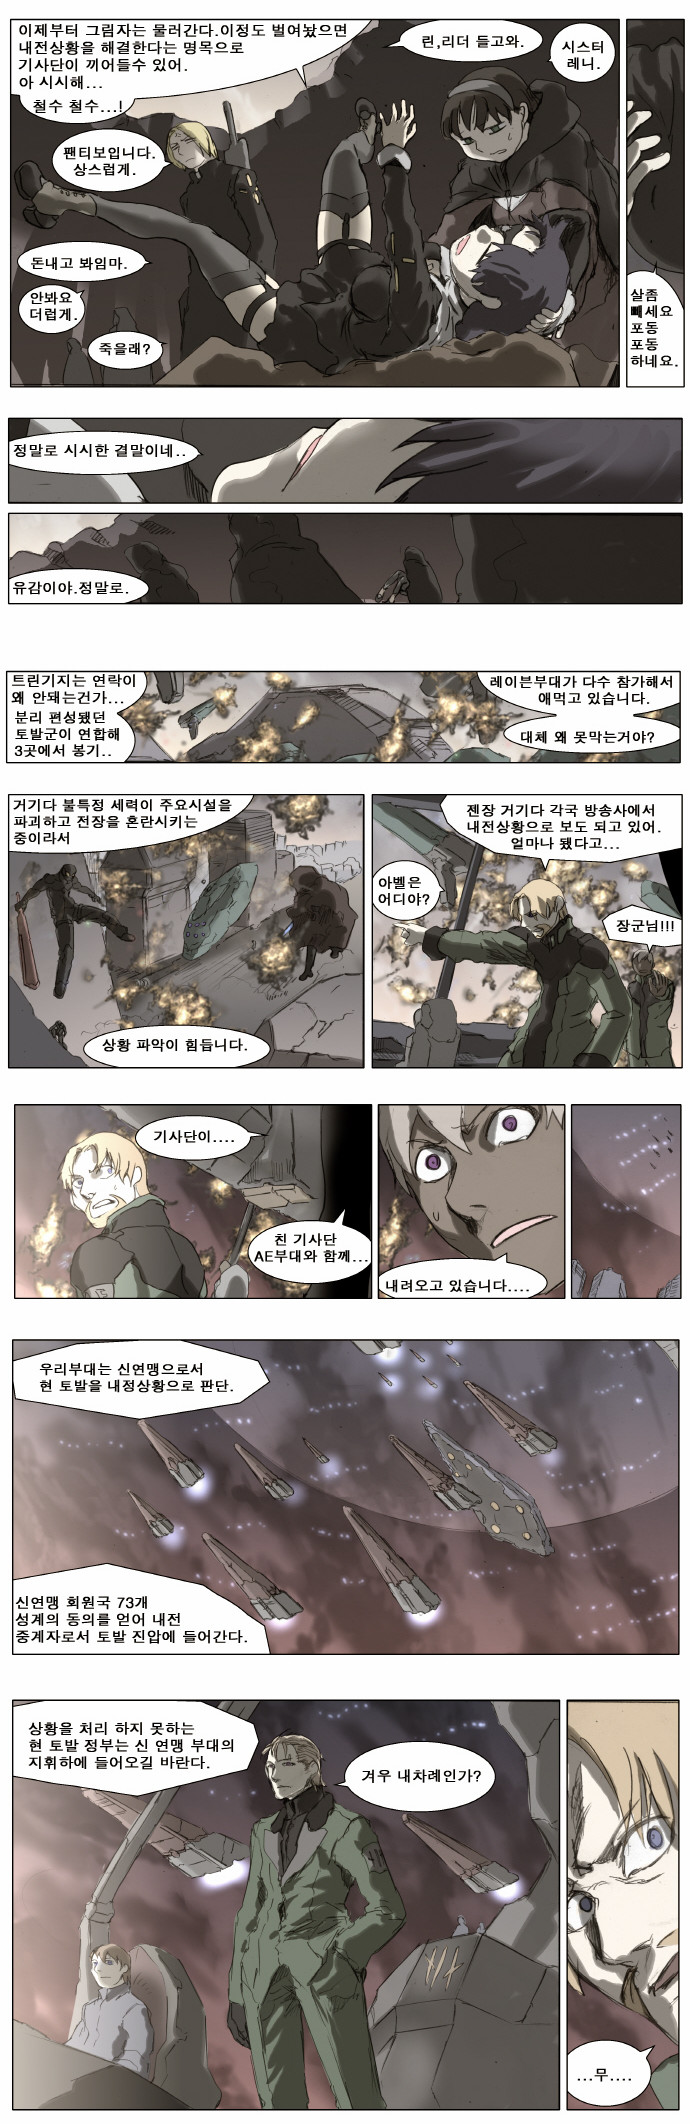 이제부터 그림자는 물러간다.이정도 벌여놨으면
내전상황을 해결한다는 명목으로
기사단이 끼어들수 있어.
아 시시해...
철수 철수...!
린,리더 들고와.
시스터
레니.
팬티보입니다.
상스럽게.
돈내고 봐임마.
안봐요
더럽게.
죽을래?
살좀
빼세요
포동
포동
하네요.
정말로 시시한 결말이네..
유감이야.정말로.
트린기지는 연락이
왜 안돼는건가...
분리 편성됐던
토발군이 연합해
3곳에서 봉기..
레이븐부대가 다수 참가해서
애먹고 있습니다.
대체 왜 못막는거야?
거기다 불특정 세력이 주요시설을
파괴하고 전장을 혼란시키는
중이라서
상황 파악이 힘듭니다.
젠장 거기다 각국 방송사에서
내전상황으로 보도 되고 있어.
얼마나 됐다고...
아벨은
어디야?
장군님!!!
기사단이....
친 기사단
AE부대와 함께...
내려오고 있습니다....
우리부대는 신연맹으로서
현 토발을 내정상황으로 판단.
신연맹 회원국 73개
성계의 동의를 얻어 내전
중계자로서 토발 진압에 들어간다.
상황을 처리 하지 못하는
현 토발 정부는 신 연맹 부대의
지휘하에 들어오길 바란다.
겨우 내차례인가?
...무....